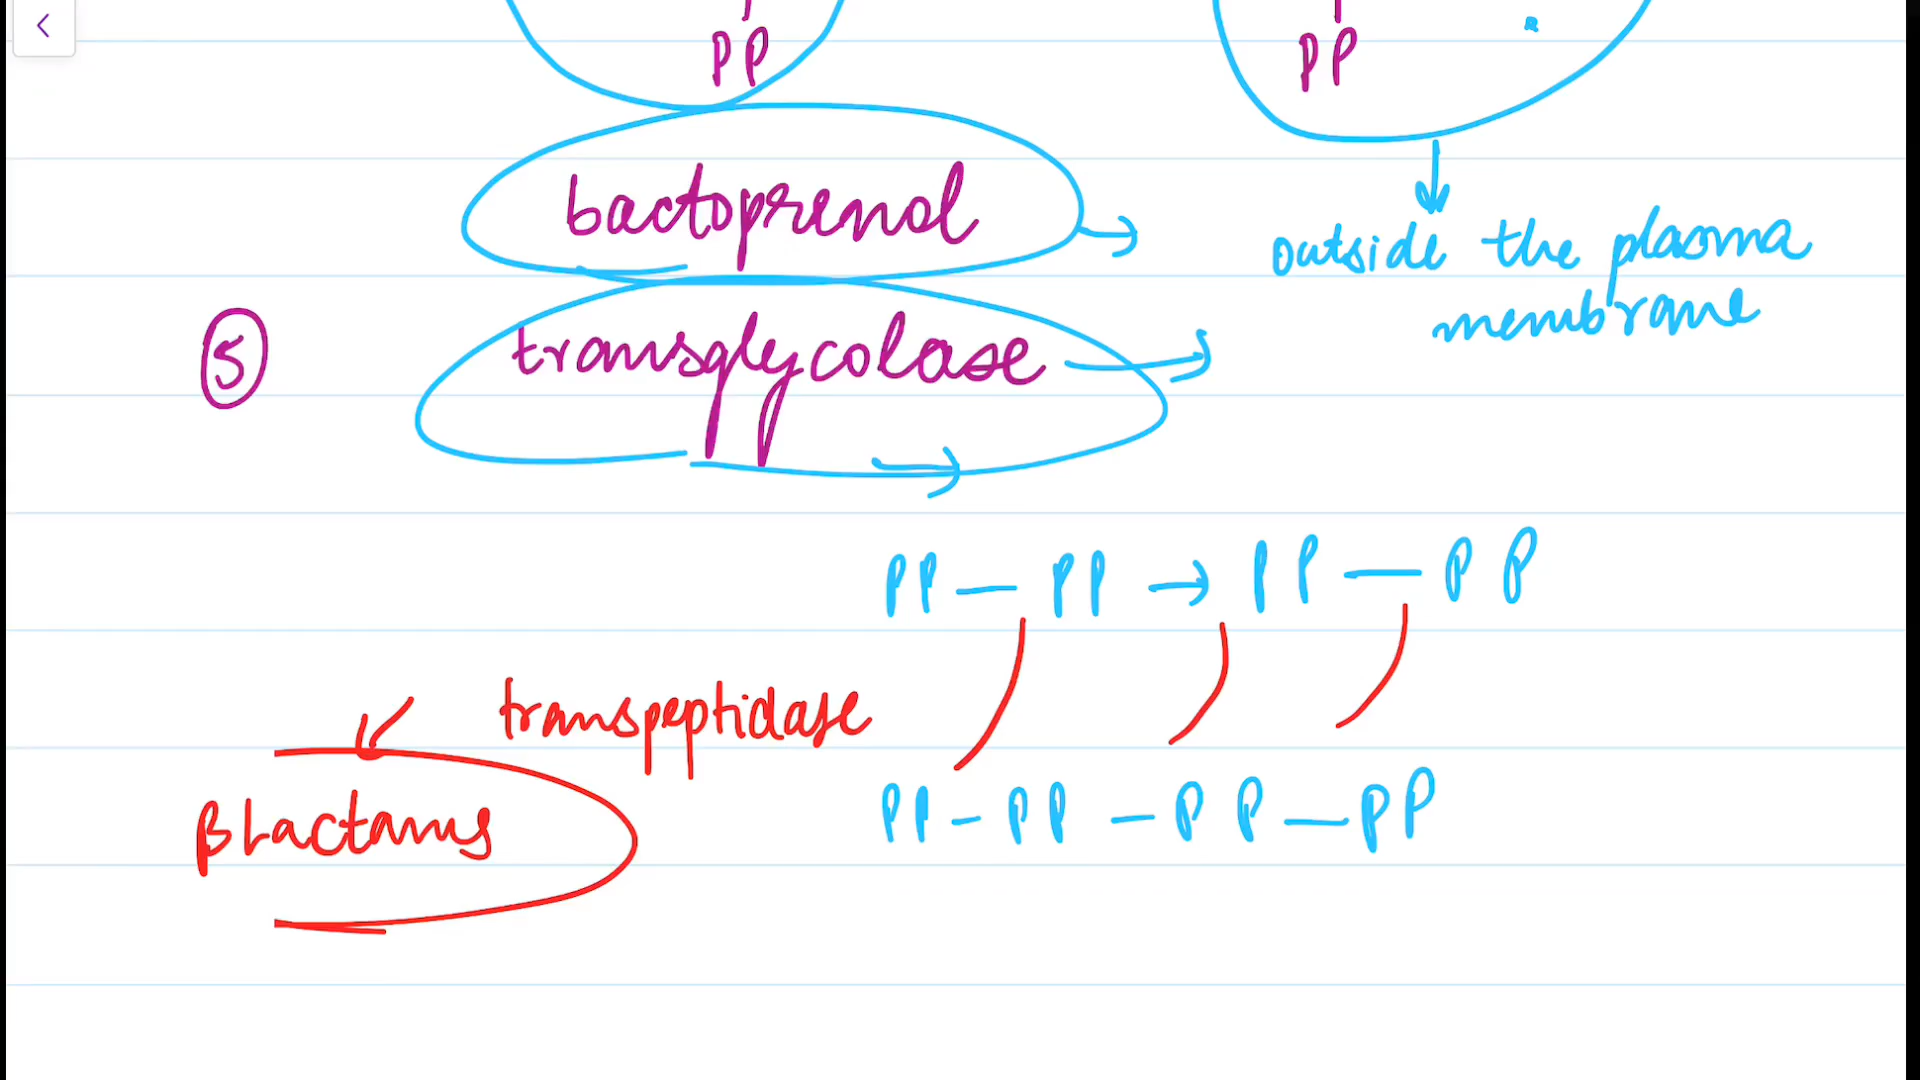 PP PP
bactoprenol →
outside the plasma
membrane
5 transglycolase →
→
PP — PP → PP — PP
transpeptidase
PP - PP - PP - PP
β Lactams